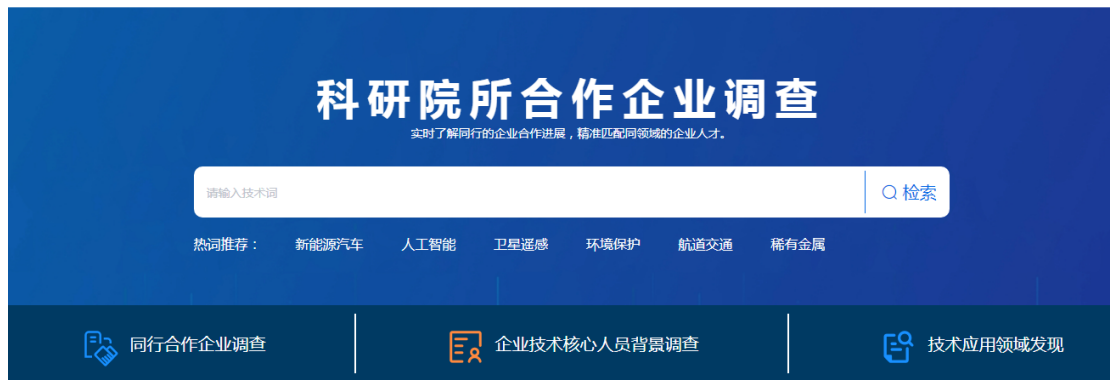 科研院所合作企业调查
实时了解同行的企业合作进展，精准匹配同领域的企业人才。
请输入技术词 检索
热词推荐： 新能源汽车 人工智能 卫星遥感 环境保护 航道交通 稀有金属
同行合作企业调查 企业技术核心人员背景调查 技术应用领域发现